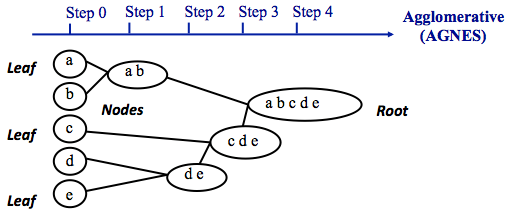 Step 0 Step 1 Step 2 Step 3 Step 4
Agglomerative
(AGNES)
Leaf
a
a b
b
Nodes
a b c d e
Root
Leaf
c
c d e
d
d e
Leaf
e